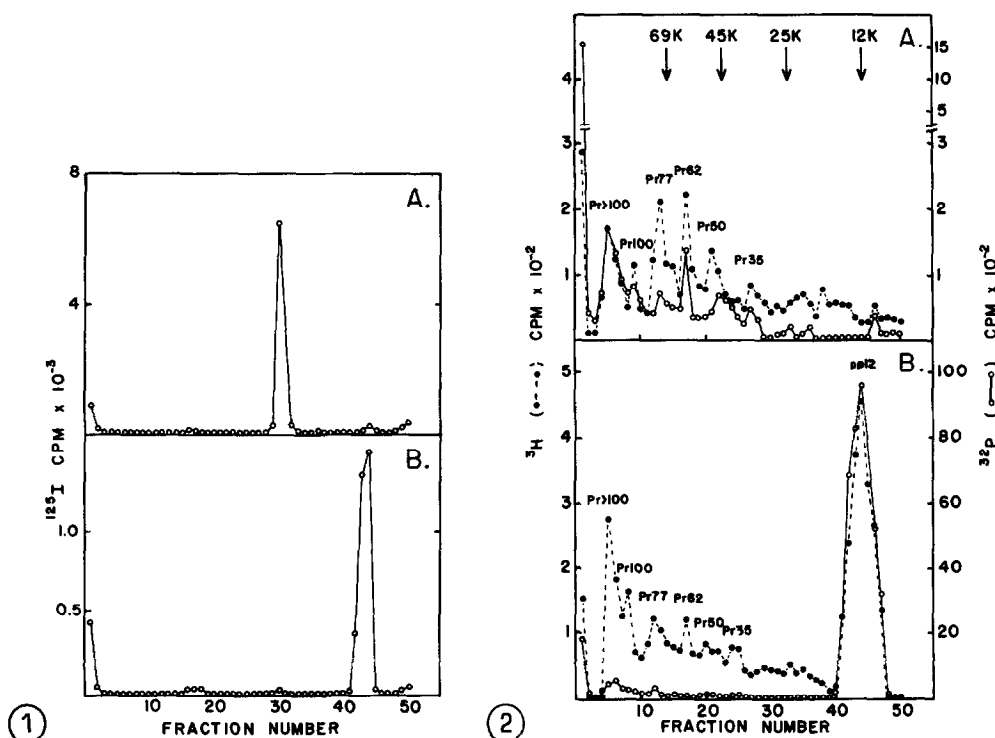 8
4
A.
1.0
0.5
B.
¹²⁵I CPM x 10⁻³
10 20 30 40 50
FRACTION NUMBER
1
69K 45K 25K 12K
A.
4
3
2
1
15
10
5
3
2
1
Pr>100
Pr100
Pr77
Pr62
Pr50
Pr35
B.
5
4
3
2
1
100
80
60
40
20
Pr>100
Pr100
Pr77
Pr62
Pr50
Pr35
pp12
³H (●---●) CPM x 10⁻²
³²P (○—○) CPM x 10⁻²
10 20 30 40 50
FRACTION NUMBER
2